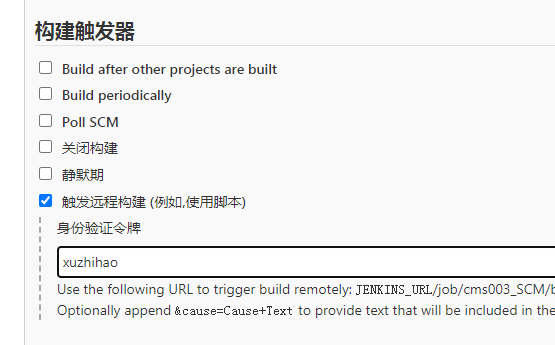 构建触发器
Build after other projects are built
Build periodically
Poll SCM
关闭构建
静默期
触发远程构建 (例如,使用脚本)
身份验证令牌
xuzhihao
Use the following URL to trigger build remotely: JENKINS_URL/job/cms003_SCM/b
Optionally append &cause=Cause+Text to provide text that will be included in the